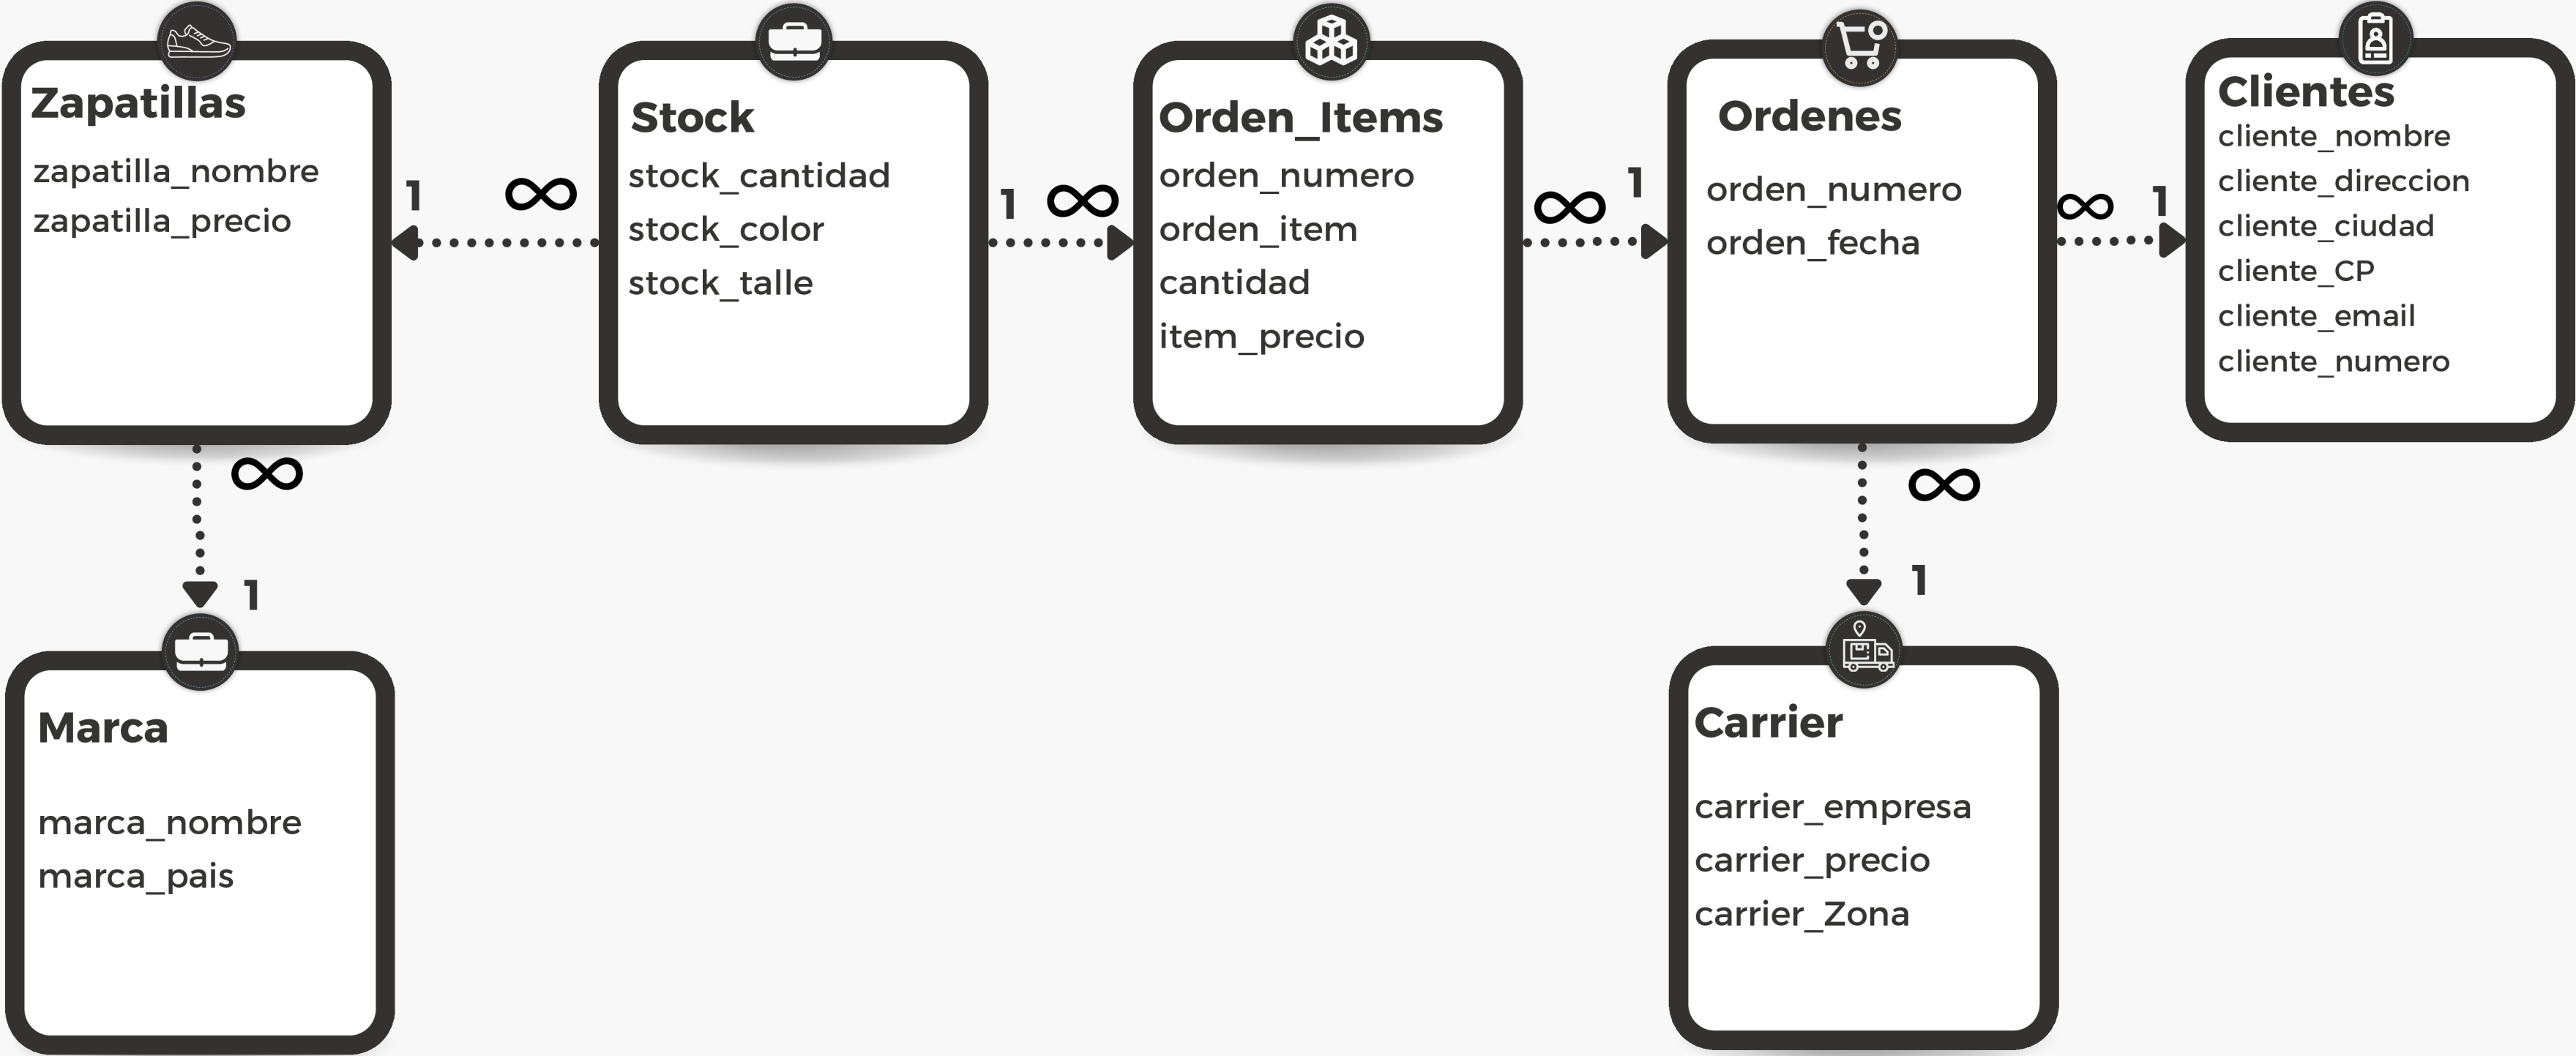 Zapatillas
zapatilla_nombre
zapatilla_precio
1
∞
Stock
stock_cantidad
stock_color
stock_talle
1
∞
Orden_Items
orden_numero
orden_item
cantidad
item_precio
∞
1
Ordenes
orden_numero
orden_fecha
∞
1
Clientes
cliente_nombre
cliente_direccion
cliente_ciudad
cliente_CP
cliente_email
cliente_numero
∞
1
Marca
marca_nombre
marca_pais
∞
1
Carrier
carrier_empresa
carrier_precio
carrier_Zona